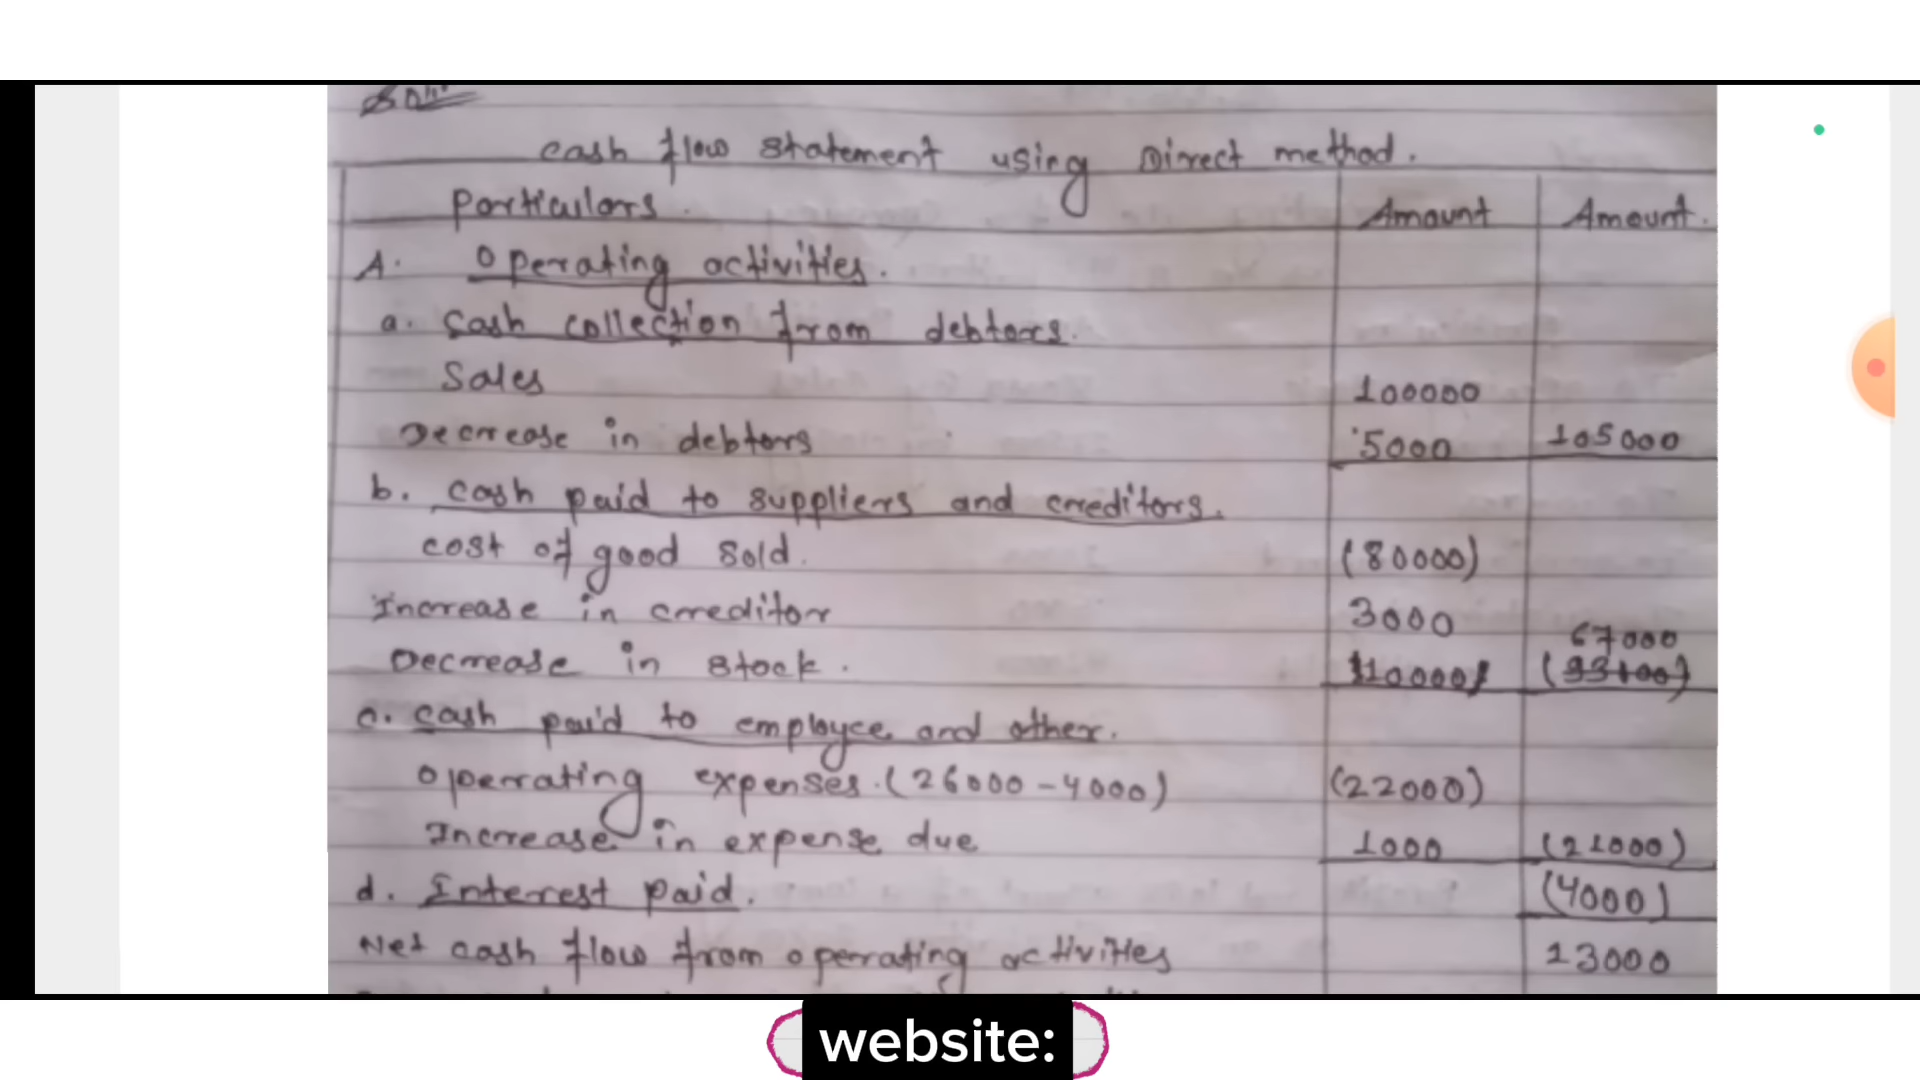 Soln
cash flow statement using Direct method.
particulars. Amount Amount.
A. Operating activities.
a. Cash collection from debtors.
Sales 100000
Decrease in debtors 5000 105000
b. cash paid to suppliers and creditors.
cost of good sold. (80000)
Increase in creditor 3000
67000
Decrease in stock. 10000
c. cash paid to employee and other.
operating expenses.(26000-4000) (22000)
Increase in expense due 1000 (21000)
d. Interest paid. (4000)
Net cash flow from operating activities 13000
website: